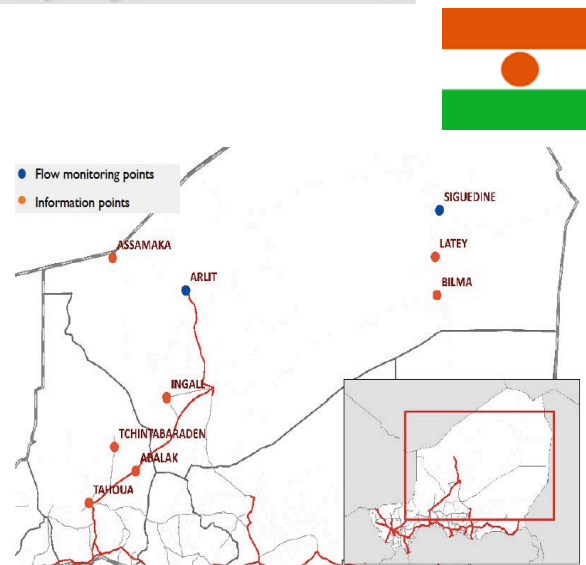 Flow monitoring points
Information points
SIGUEDINE
ASSAMAKA
LATEY
ARLIT
BILMA
INGALL
TCHINTABARADEN
ABALAK
TAHOUA